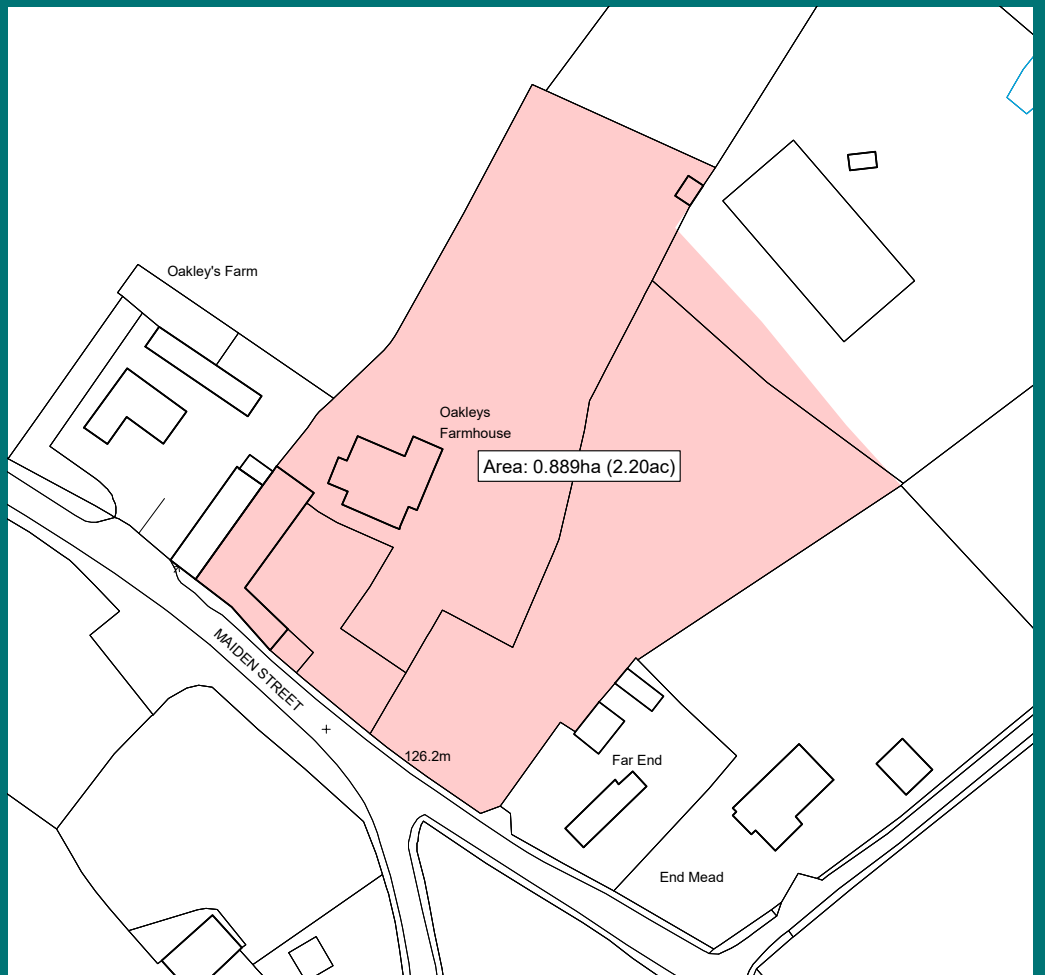 Oakley's Farm
Oakleys
Farmhouse
Area: 0.889ha (2.20ac)
MAIDEN STREET
126.2m
Far End
End Mead